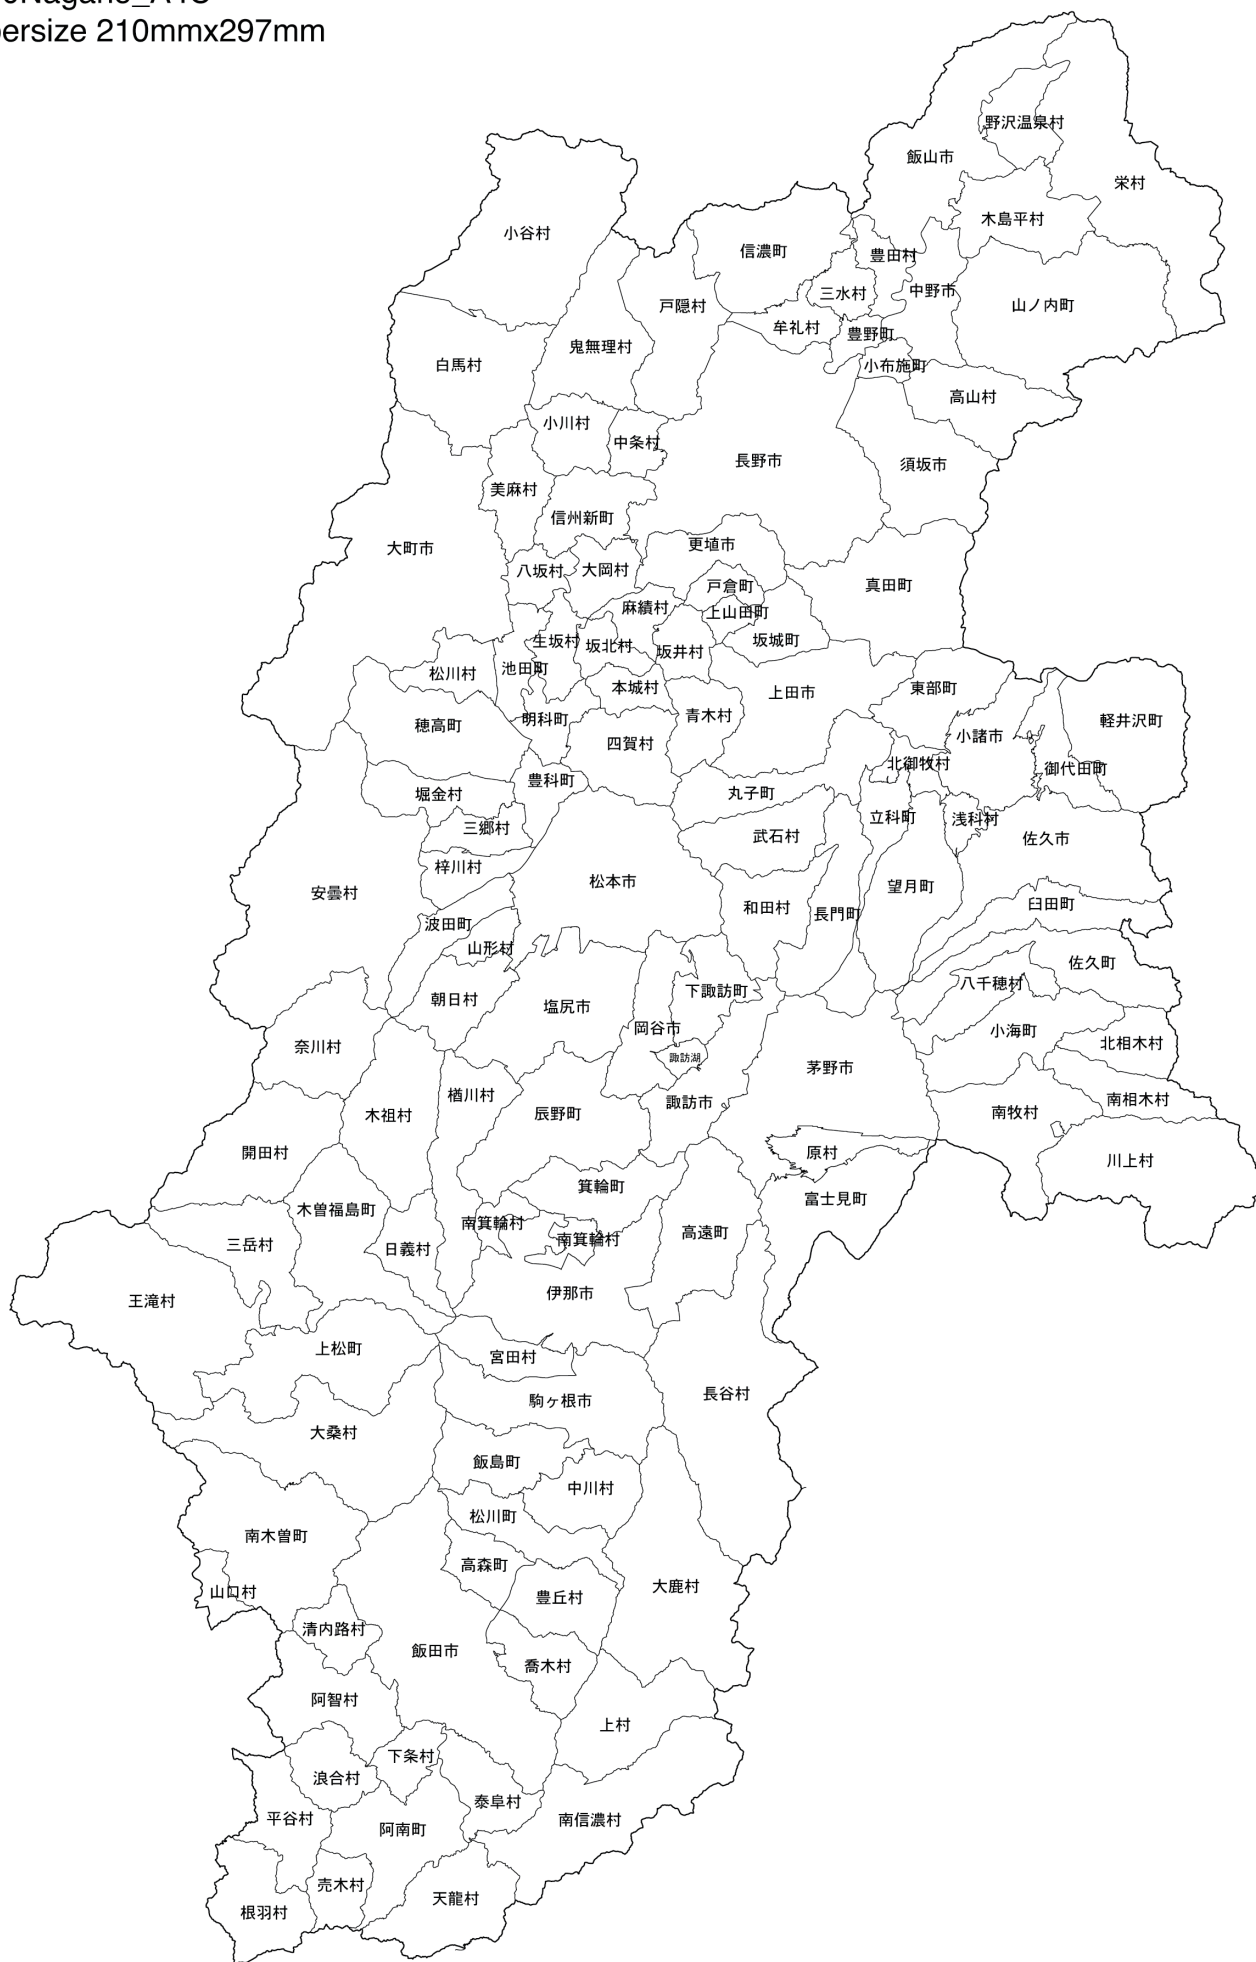 ersize 210mmx297mm
野沢温泉村
飯山市
栄村
木島平村
小谷村
信濃町
豊田村
三水村
中野市
戸隠村
山ノ内町
牟礼村
豊野町
鬼無理村
白馬村
小布施町
高山村
小川村
中条村
長野市
須坂市
美麻村
信州新町
大町市
更埴市
八坂村
大岡村
戸倉町
真田町
麻績村
上山田町
生坂村
坂北村
坂井村
坂城町
池田町
松川村
本城村
上田市
東部町
穂高町
明科町
青木村
軽井沢町
四賀村
小諸市
北御牧村
御代田町
豊科町
堀金村
丸子町
三郷村
武石村
立科町
浅科村
佐久市
梓川村
安曇村
松本市
望月町
和田村
長門町
臼田町
波田町
山形村
佐久町
八千穂村
下諏訪町
朝日村
塩尻市
岡谷市
小海町
北相木村
奈川村
諏訪湖
茅野市
楢川村
諏訪市
南相木村
木祖村
辰野町
南牧村
開田村
原村
川上村
箕輪町
富士見町
木曽福島町
南箕輪村
高遠町
南箕輪村
三岳村
日義村
伊那市
王滝村
上松町
宮田村
長谷村
駒ヶ根市
大桑村
飯島町
中川村
松川町
南木曽町
高森町
大鹿村
山口村
豊丘村
清内路村
飯田市
喬木村
阿智村
上村
下条村
浪合村
泰阜村
平谷村
南信濃村
阿南町
売木村
天龍村
根羽村